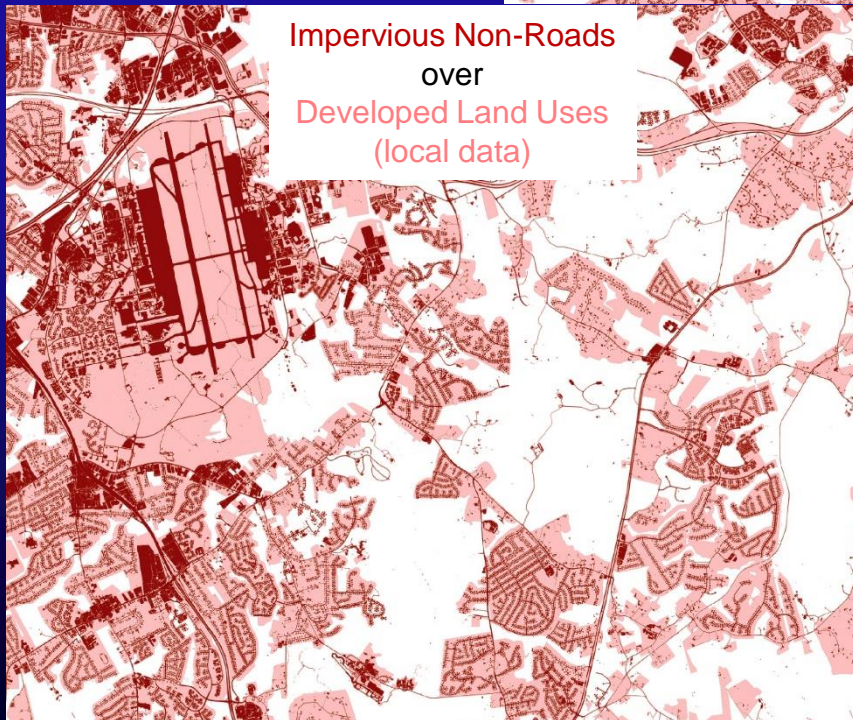 Impervious Non-Roads
over
Developed Land Uses
(local data)